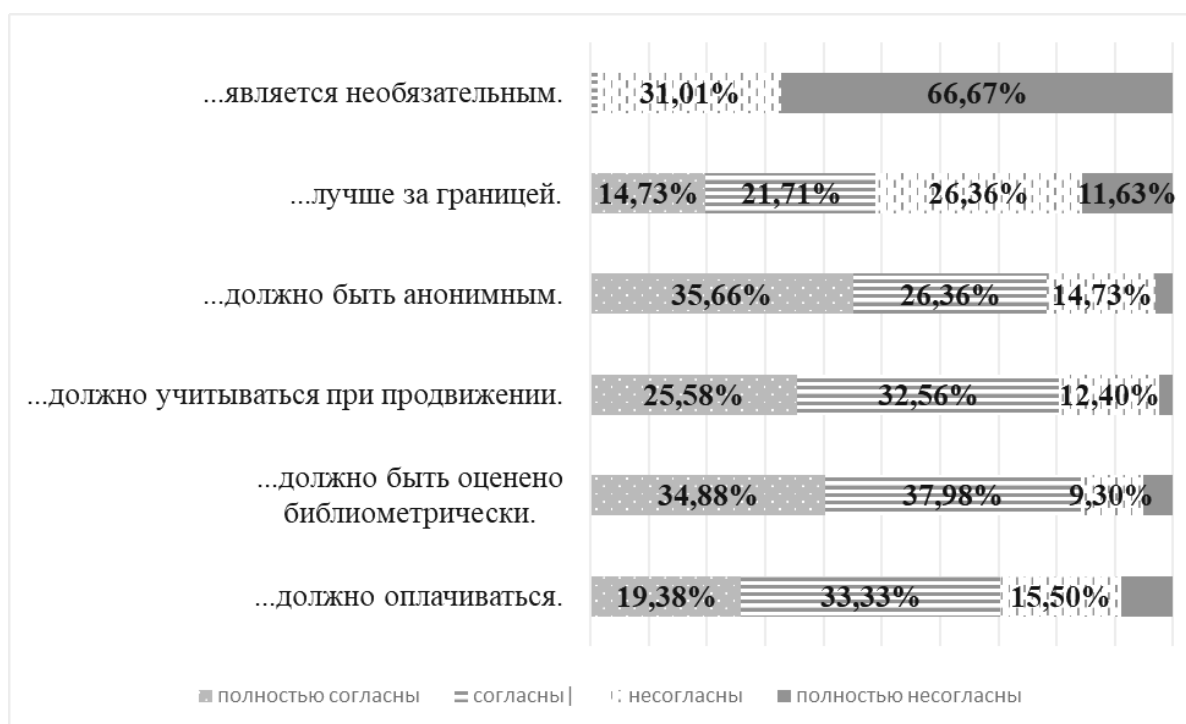 ...является необязательным.
31,01% 66,67%
...лучше за границей.
14,73% 21,71% 26,36% 11,63%
...должно быть анонимным.
35,66% 26,36% 14,73%
...должно учитываться при продвижении.
25,58% 32,56% 12,40%
...должно быть оценено
библиометрически.
34,88% 37,98% 9,30%
...должно оплачиваться.
19,38% 33,33% 15,50%
полностью согласны согласны несогласны полностью несогласны